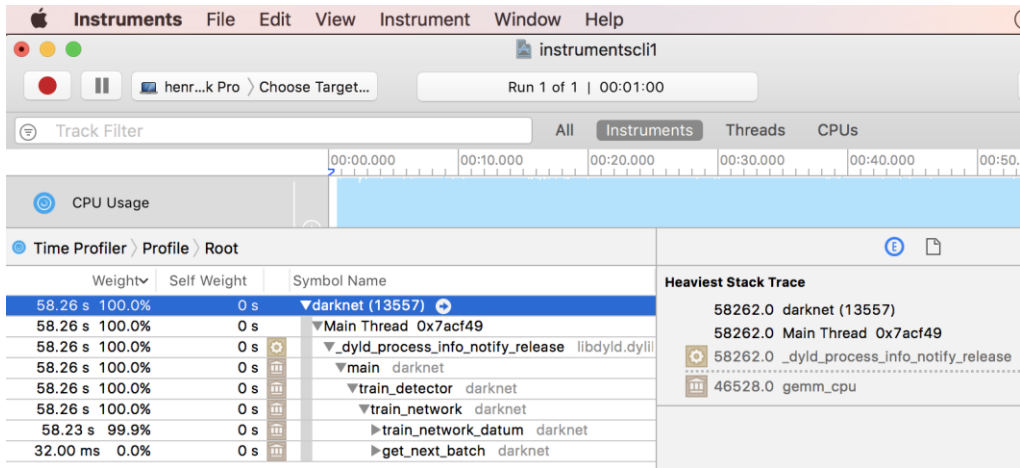 Instruments File Edit View Instrument Window Help
instrumentscli1
henr...k Pro 〉Choose Target... Run 1 of 1 | 00:01:00
Track Filter All Instruments Threads CPUs
00:00.000 00:10.000 00:20.000 00:30.000 00:40.000 00:50.
CPU Usage
Time Profiler 〉Profile 〉Root
Weight Self Weight Symbol Name
58.26 s 100.0% 0 s darknet (13557)
58.26 s 100.0% 0 s Main Thread 0x7acf49
58.26 s 100.0% 0 s _dyld_process_info_notify_release libdyld.dyli
58.26 s 100.0% 0 s main darknet
58.26 s 100.0% 0 s train_detector darknet
58.26 s 100.0% 0 s train_network darknet
58.23 s 99.9% 0 s train_network_datum darknet
32.00 ms 0.0% 0 s get_next_batch darknet
E
Heaviest Stack Trace
58262.0 darknet (13557)
58262.0 Main Thread 0x7acf49
58262.0 _dyld_process_info_notify_release
46528.0 gemm_cpu